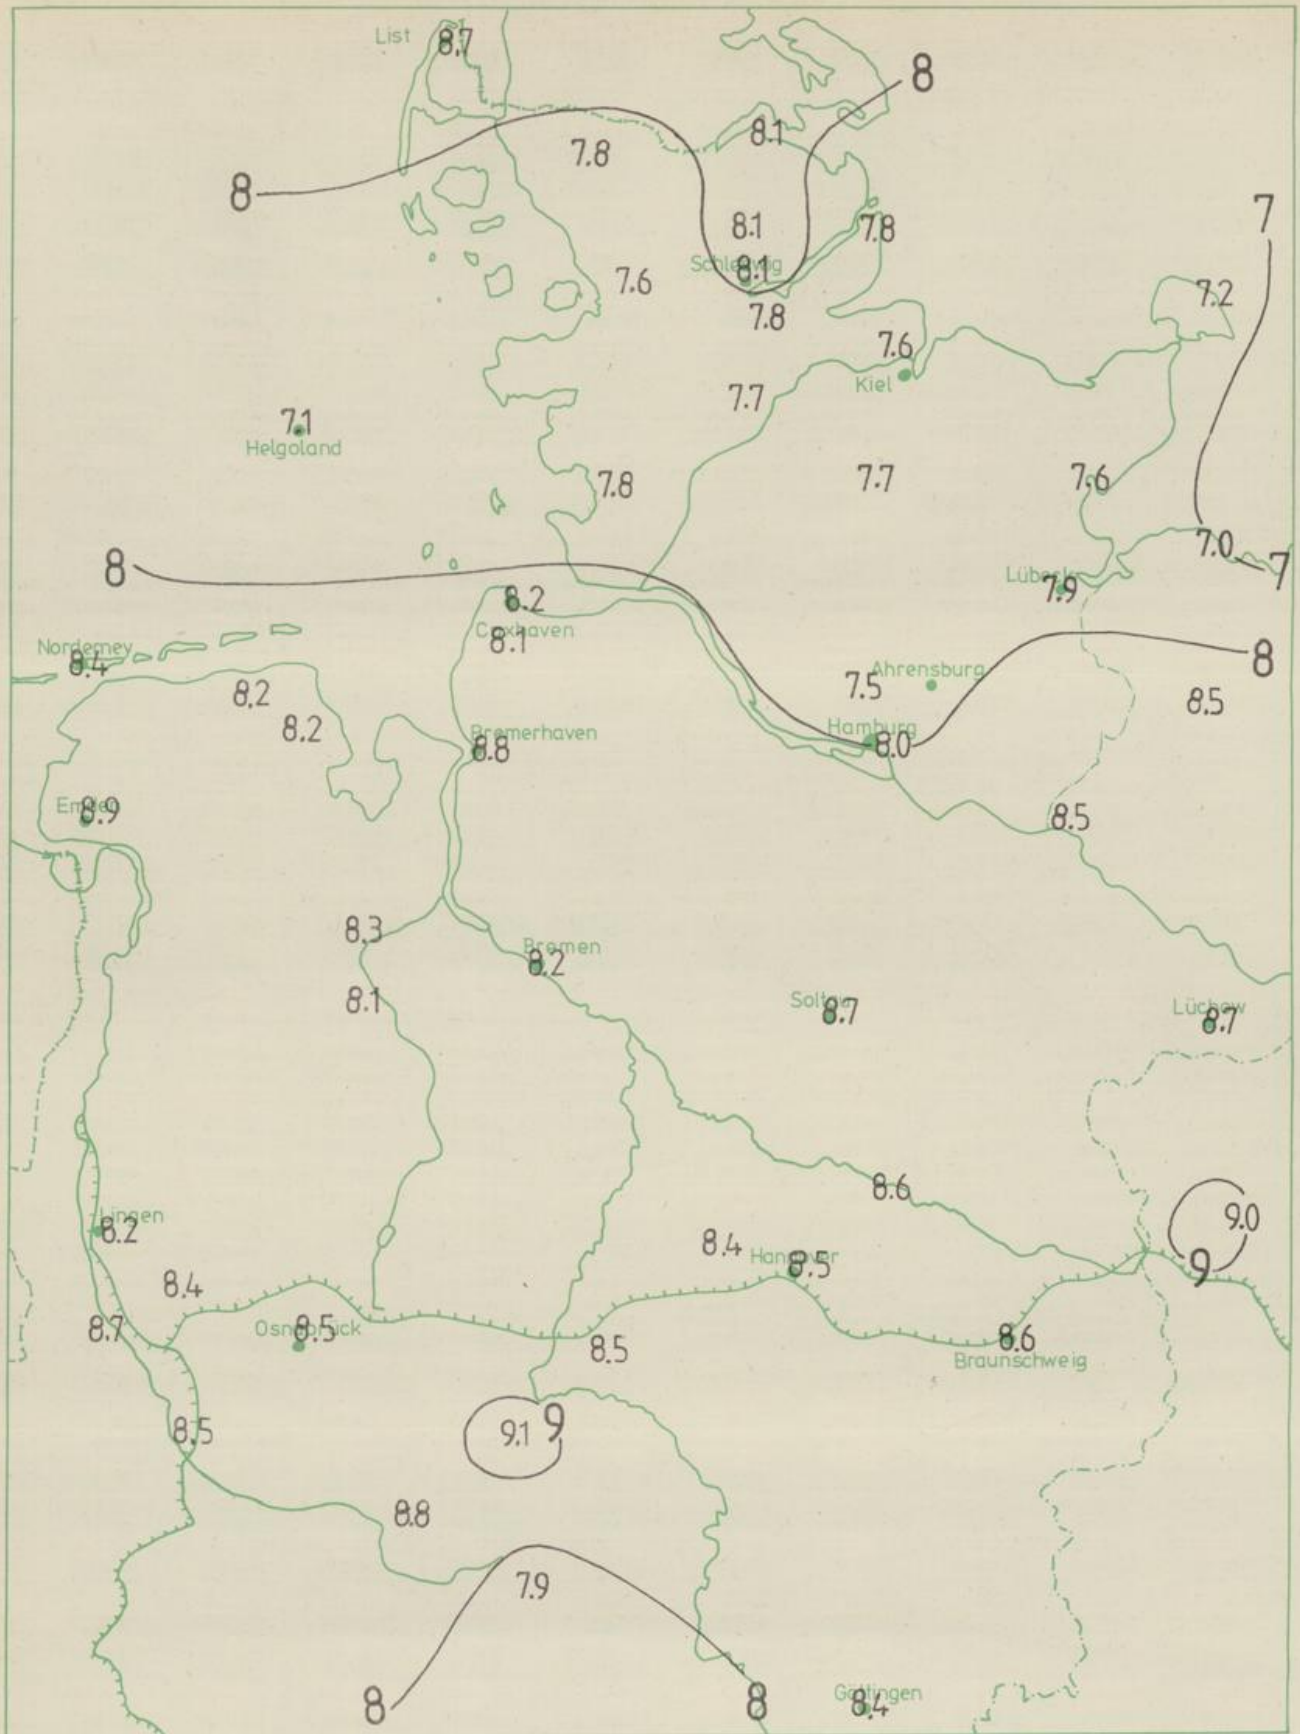 List 8.7
8
8.1
7.8
8
7
8.1
7.8
Schleswig
8.1
7.6
7.2
7.8
7.6
Kiel
7.7
7.1
Helgoland
7.8
7.7
7.6
7.0
7
8
Lübeck
7.9
8.2
Cuxhaven
8.1
Norderney
8.4
8
Ahrensburg
7.5
8.2
8.5
8.2
Hamburg
8.0
Bremerhaven
8.8
Emden
8.9
8.5
8.3
Bremen
8.2
8.1
Soltau
8.7
Lüchow
8.7
8.6
Lingen
8.2
9.0
8.4
Hannover
8.5
9
8.4
8.7
Osnabrück
8.5
8.5
8.6
Braunschweig
9.1 9
8.5
8.8
7.9
8
8
Göttingen
8.4